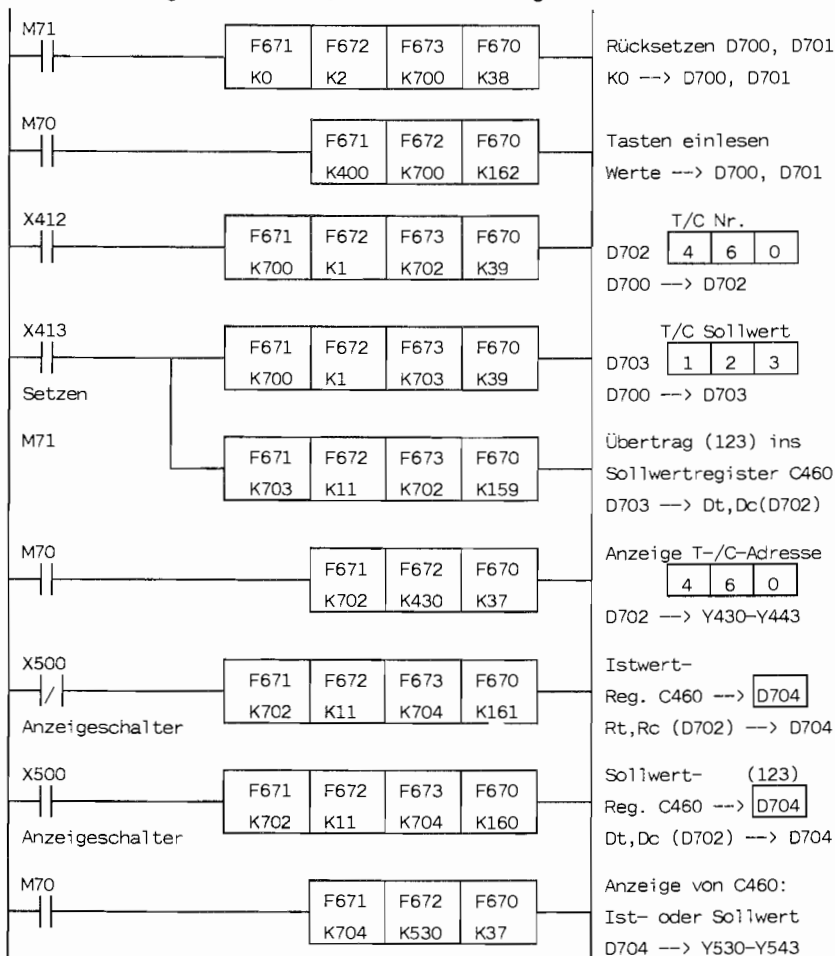 M71
F671 F672 F673 F670
K0 K2 K700 K38
Rücksetzen D700, D701
K0 --> D700, D701
M70
F671 F672 F670
K400 K700 K162
Tasten einlesen
Werte --> D700, D701
X412
F671 F672 F673 F670
K700 K1 K702 K39
T/C Nr.
D702 4 6 0
D700 --> D702
X413
Setzen
F671 F672 F673 F670
K700 K1 K703 K39
T/C Sollwert
D703 1 2 3
D700 --> D703
M71
F671 F672 F673 F670
K703 K11 K702 K159
Übertrag (123) ins
Sollwertregister C460
D703 --> Dt,Dc(D702)
M70
F671 F672 F670
K702 K430 K37
Anzeige T-/C-Adresse
4 6 0
D702 --> Y430-Y443
X500
Anzeigeschalter
F671 F672 F673 F670
K702 K11 K704 K161
Istwert-
Reg. C460 --> D704
Rt,Rc (D702) --> D704
X500
Anzeigeschalter
F671 F672 F673 F670
K702 K11 K704 K160
Sollwert- (123)
Reg. C460 --> D704
Dt,Dc (D702) --> D704
M70
F671 F672 F670
K704 K530 K37
Anzeige von C460:
Ist- oder Sollwert
D704 --> Y530-Y543